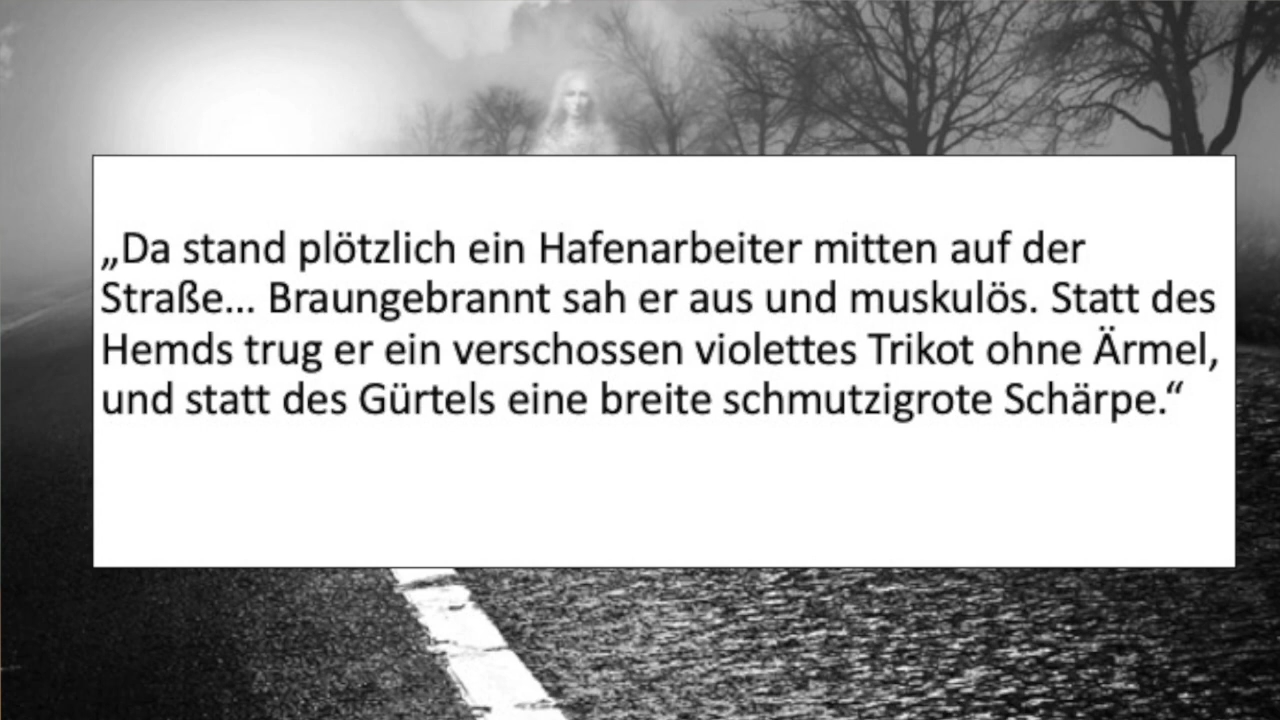 „Da stand plötzlich ein Hafenarbeiter mitten auf der
Straße... Braungebrannt sah er aus und muskulös. Statt des
Hemds trug er ein verschossen violettes Trikot ohne Ärmel,
und statt des Gürtels eine breite schmutzigrote Schärpe.“